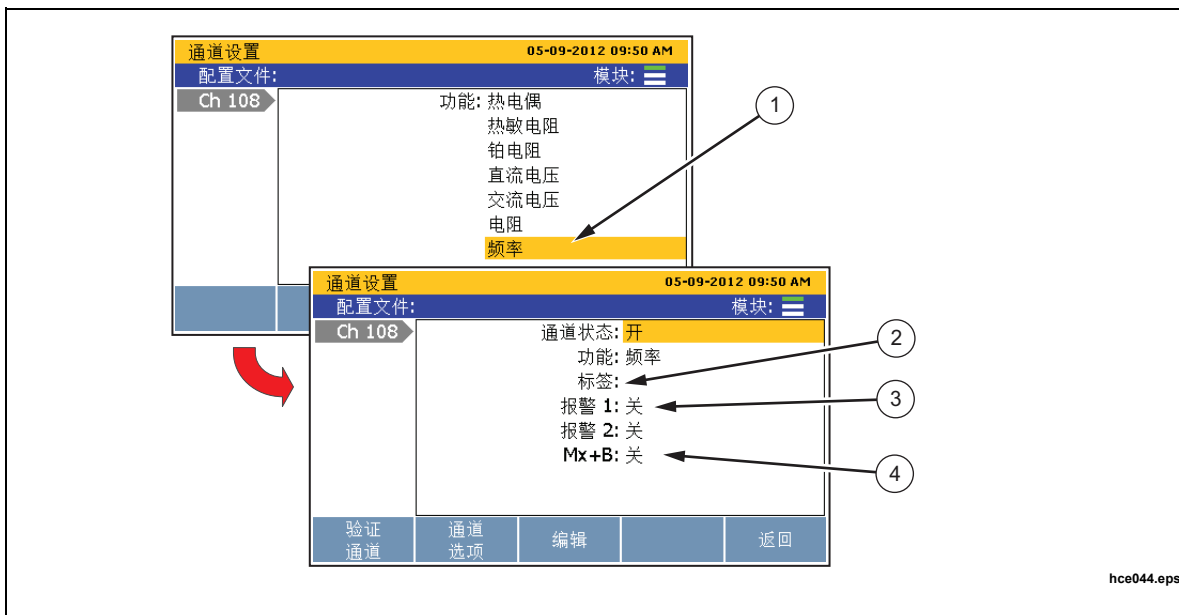 通道设置 05-09-2012 09:50 AM
配置文件: 模块:
Ch 108
功能: 热电偶
热敏电阻
铂电阻
直流电压
交流电压
电阻
频率
1
通道设置 05-09-2012 09:50 AM
配置文件: 模块:
Ch 108
通道状态: 开
功能: 频率
标签:
报警 1: 关
报警 2: 关
Mx+B: 关
2
3
4
验证通道 通道选项 编辑 返回
hce044.eps